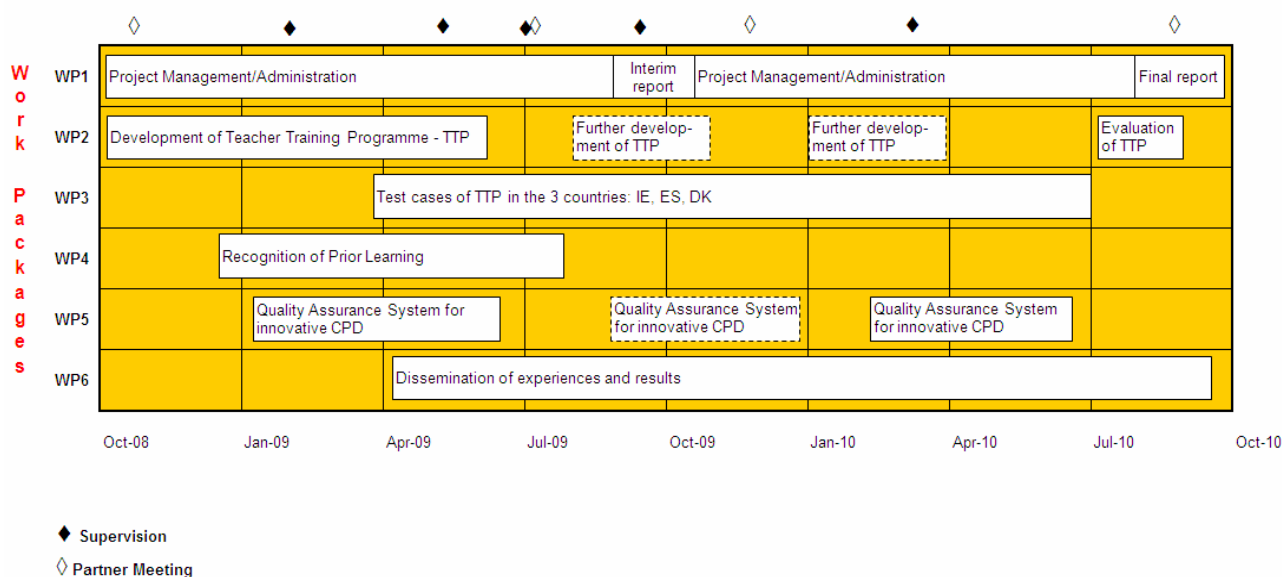 Work Packages
WP1
Project Management/Administration
Interim
report
Project Management/Administration
Final report
WP2
Development of Teacher Training Programme - TTP
Further develop-
ment of TTP
Further develop-
ment of TTP
Evaluation
of TTP
WP3
Test cases of TTP in the 3 countries: IE, ES, DK
WP4
Recognition of Prior Learning
WP5
Quality Assurance System for
innovative CPD
Quality Assurance System
for innovative CPD
Quality Assurance System
for innovative CPD
WP6
Dissemination of experiences and results
Oct-08 Jan-09 Apr-09 Jul-09 Oct-09 Jan-10 Apr-10 Jul-10 Oct-10
Supervision
Partner Meeting